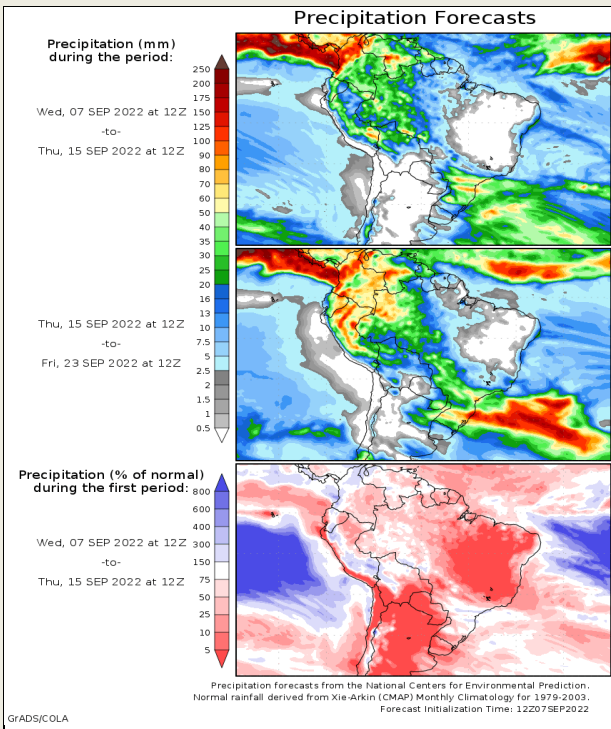 Precipitation Forecasts
Precipitation (mm)
during the period:
Wed, 07 SEP 2022 at 12Z
-to-
Thu, 15 SEP 2022 at 12Z
250
200
175
150
125
100
90
80
70
60
50
40
35
30
25
20
16
13
10
7.5
5
2.5
2
1.5
1
0.5
Thu, 15 SEP 2022 at 12Z
-to-
Fri, 23 SEP 2022 at 12Z
Precipitation (% of normal)
during the first period:
Wed, 07 SEP 2022 at 12Z
-to-
Thu, 15 SEP 2022 at 12Z
800
600
400
300
150
75
50
25
10
5
Precipitation forecasts from the National Centers for Environmental Prediction.
Normal rainfall derived from Xie-Arkin (CMAP) Monthly Climatology for 1979-2003.
Forecast Initialization Time: 12Z07SEP2022
GrADS/COLA